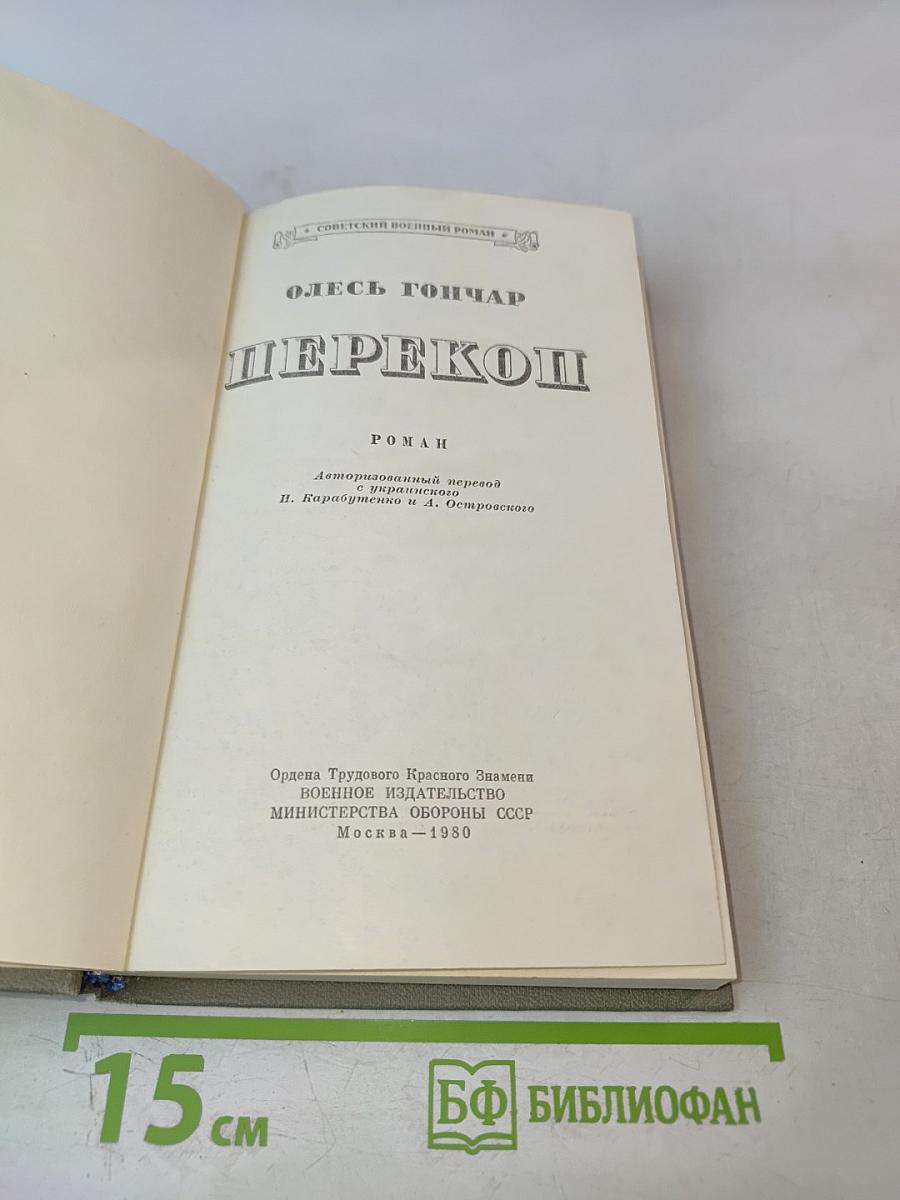 СОВЕТСКИЙ ВОЕННЫЙ РОМАН
ОЛЕСЬ ГОНЧАР
ПЕРЕКОП
РОМАН
Авторизованный перевод
с украинского
И. Карабутенко и А. Островского
Ордена Трудового Красного Знамени
ВОЕННОЕ ИЗДАТЕЛЬСТВО
МИНИСТЕРСТВА ОБОРОНЫ СССР
Москва—1980
15 см
БФ БИБЛИОФАН